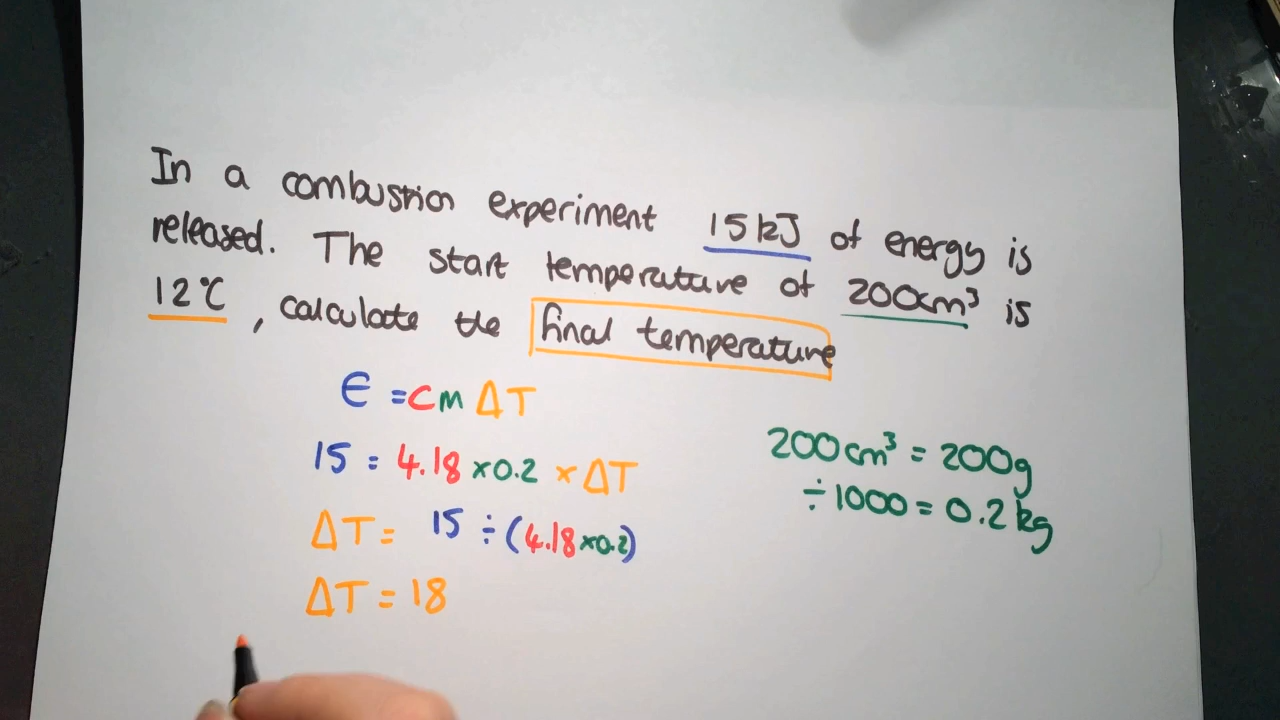 In a combustion experiment 15kJ of energy is
released. The start temperature of 200cm³ is
12°C, calculate the final temperature
E = cmΔT
15 = 4.18 × 0.2 × ΔT
ΔT = 15 ÷ (4.18 × 0.2)
ΔT = 18
200cm³ = 200g
÷ 1000 = 0.2kg